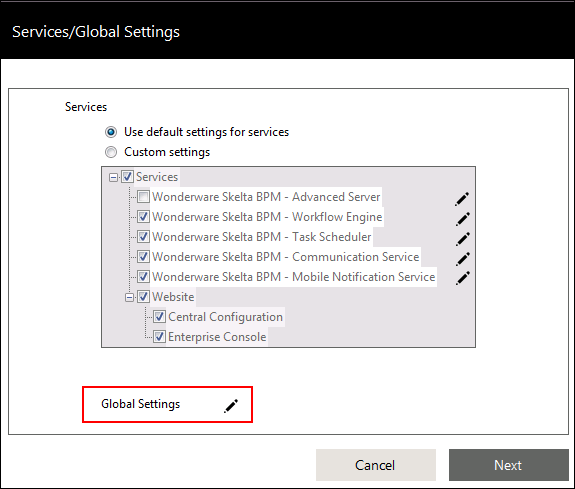 Services/Global Settings
Services
Use default settings for services
Custom settings
Services
Wonderware Skelta BPM - Advanced Server
Wonderware Skelta BPM - Workflow Engine
Wonderware Skelta BPM - Task Scheduler
Wonderware Skelta BPM - Communication Service
Wonderware Skelta BPM - Mobile Notification Service
Website
Central Configuration
Enterprise Console
Global Settings
Cancel
Next